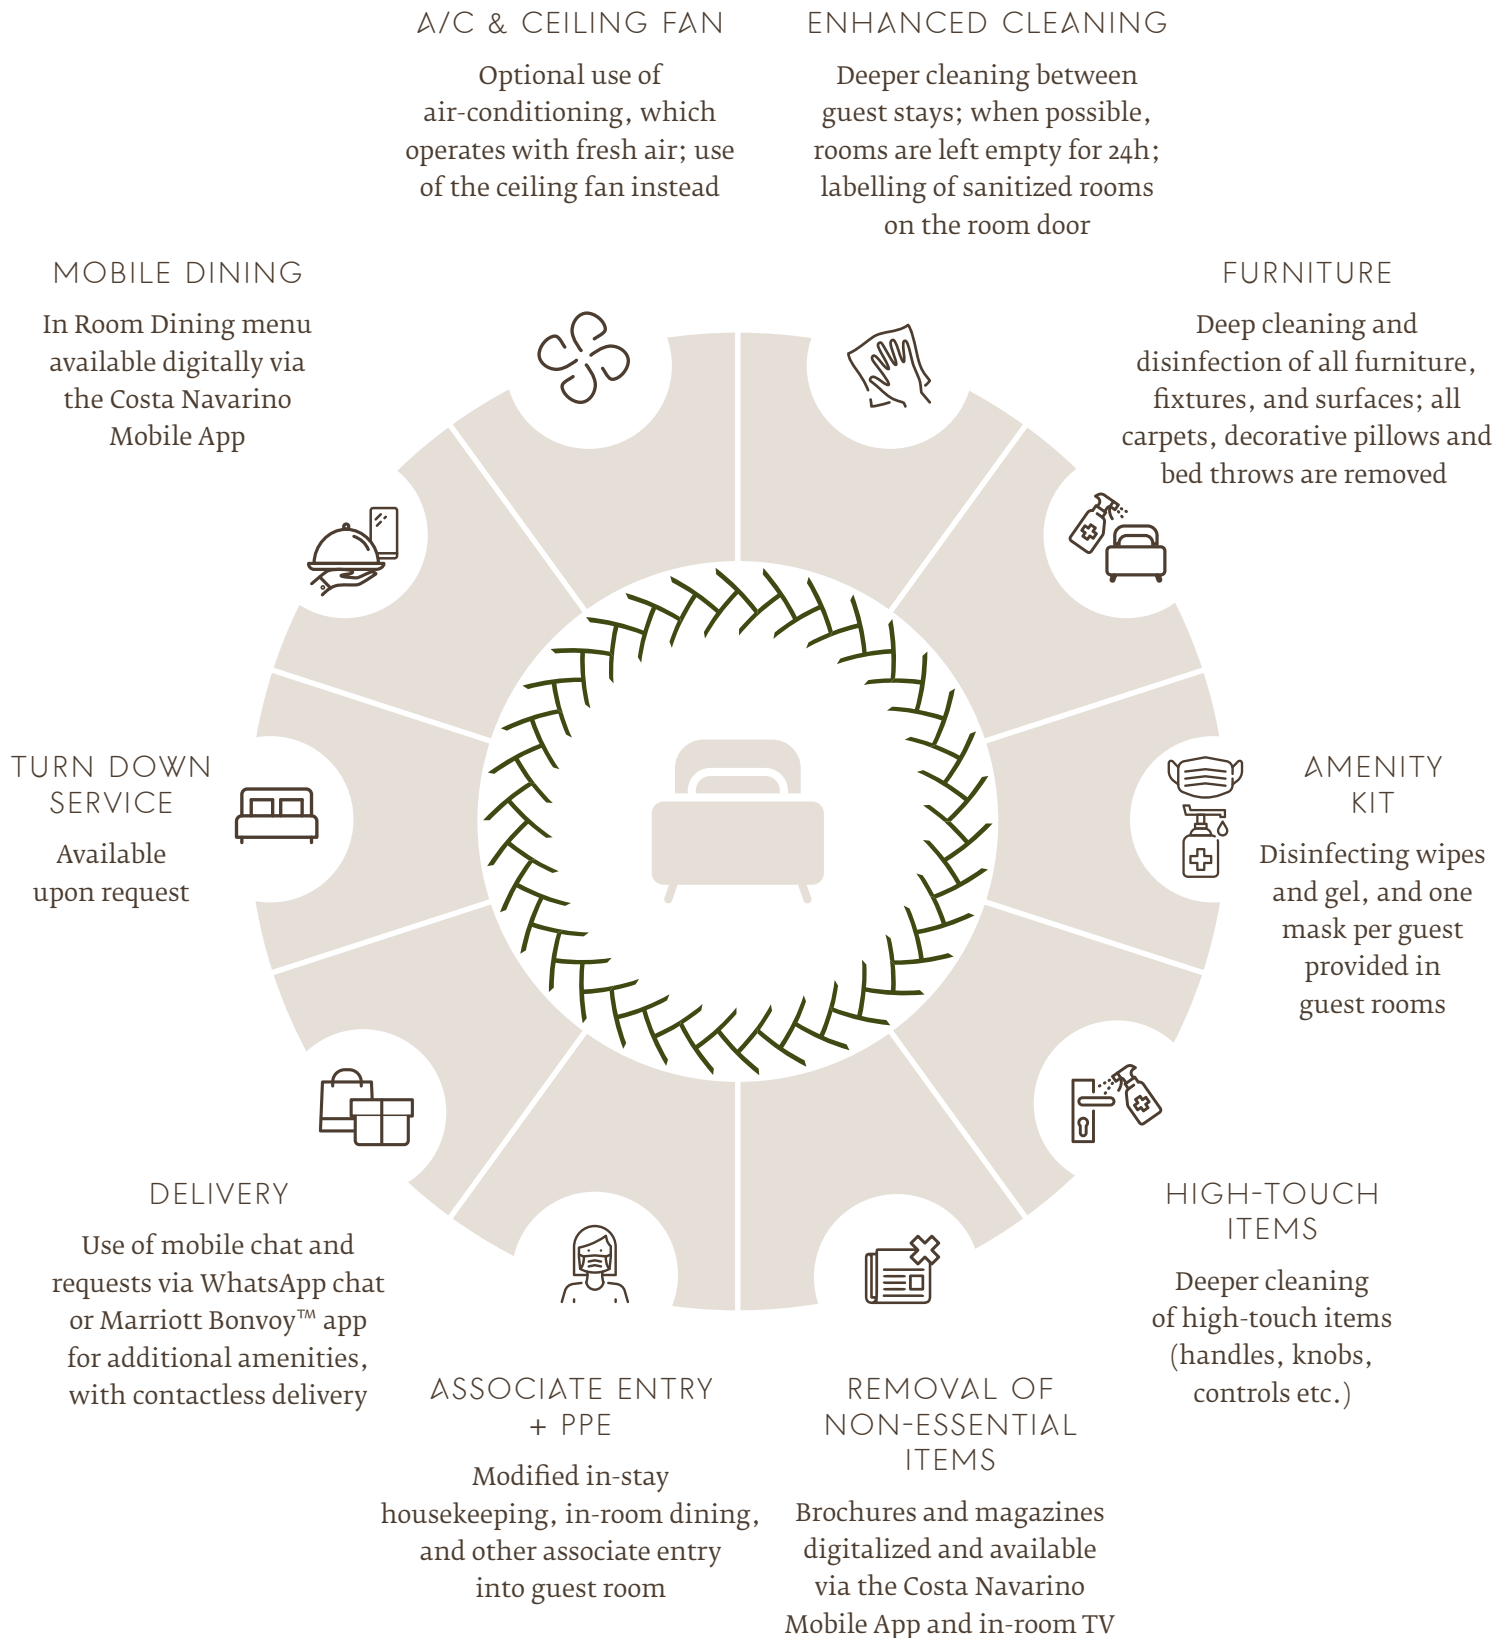 A/C & CEILING FAN
Optional use of
air-conditioning, which
operates with fresh air; use
of the ceiling fan instead
ENHANCED CLEANING
Deeper cleaning between
guest stays; when possible,
rooms are left empty for 24h;
labelling of sanitized rooms
on the room door
MOBILE DINING
In Room Dining menu
available digitally via
the Costa Navarino
Mobile App
FURNITURE
Deep cleaning and
disinfection of all furniture,
fixtures, and surfaces; all
carpets, decorative pillows and
bed throws are removed
TURN DOWN
SERVICE
Available
upon request
AMENITY
KIT
Disinfecting wipes
and gel, and one
mask per guest
provided in
guest rooms
DELIVERY
Use of mobile chat and
requests via WhatsApp chat
or Marriott Bonvoy™ app
for additional amenities,
with contactless delivery
HIGH-TOUCH
ITEMS
Deeper cleaning
of high-touch items
(handles, knobs,
controls etc.)
ASSOCIATE ENTRY
+ PPE
Modified in-stay
housekeeping, in-room dining,
and other associate entry
into guest room
REMOVAL OF
NON-ESSENTIAL
ITEMS
Brochures and magazines
digitalized and available
via the Costa Navarino
Mobile App and in-room TV